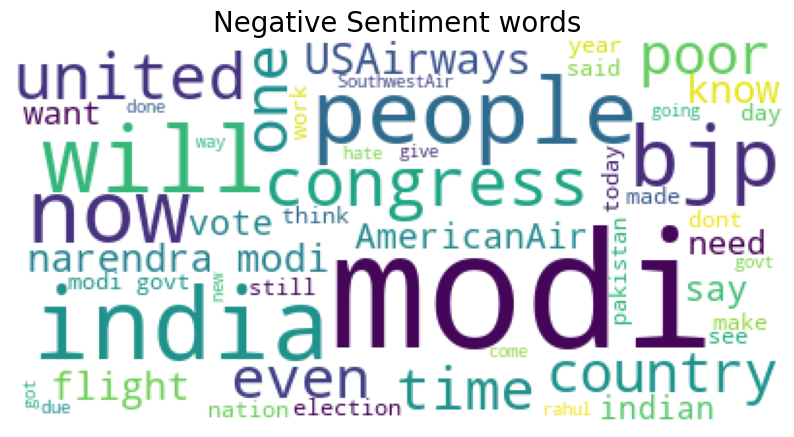 Negative Sentiment words
united
want
done
one
work
USAirways
SouthwestAir
year
said
poor
know
going
day
will
way
people
hate
give
congress
bjp
today
made
now
vote
think
AmericanAir
pakistan
dont
need
govt
narendra modi
modi govt
new
still
modi
say
make
see
india
come
got
due
flight
even
time
country
nation
election
rahul
indian